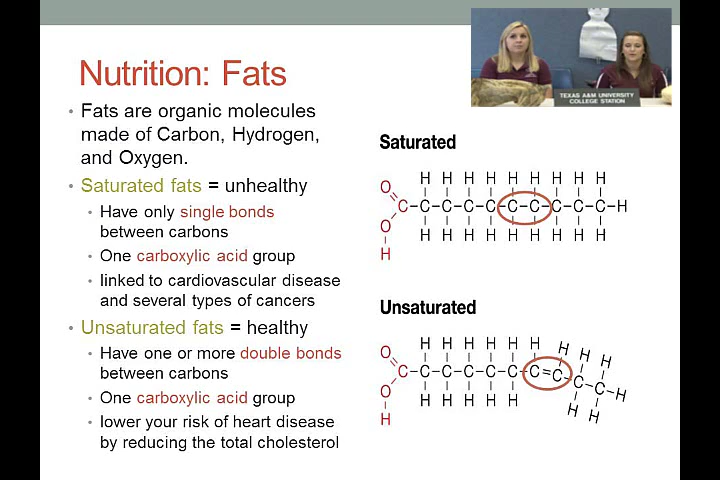 Nutrition: Fats
Fats are organic molecules
made of Carbon, Hydrogen,
and Oxygen.
Saturated fats = unhealthy
Have only single bonds
between carbons
One carboxylic acid group
linked to cardiovascular disease
and several types of cancers
Unsaturated fats = healthy
Have one or more double bonds
between carbons
One carboxylic acid group
lower your risk of heart disease
by reducing the total cholesterol
TEXAS A&M UNIVERSITY
COLLEGE STATION
Saturated
H H H H H H H H H
O
C-C-C-C-C-C-C-C-C-C-H
O
H H H H H H H H H
H
Unsaturated
H H H H H H H H H
O
C-C-C-C-C-C-C=C-C-C-H
O
H H H H H H H
H